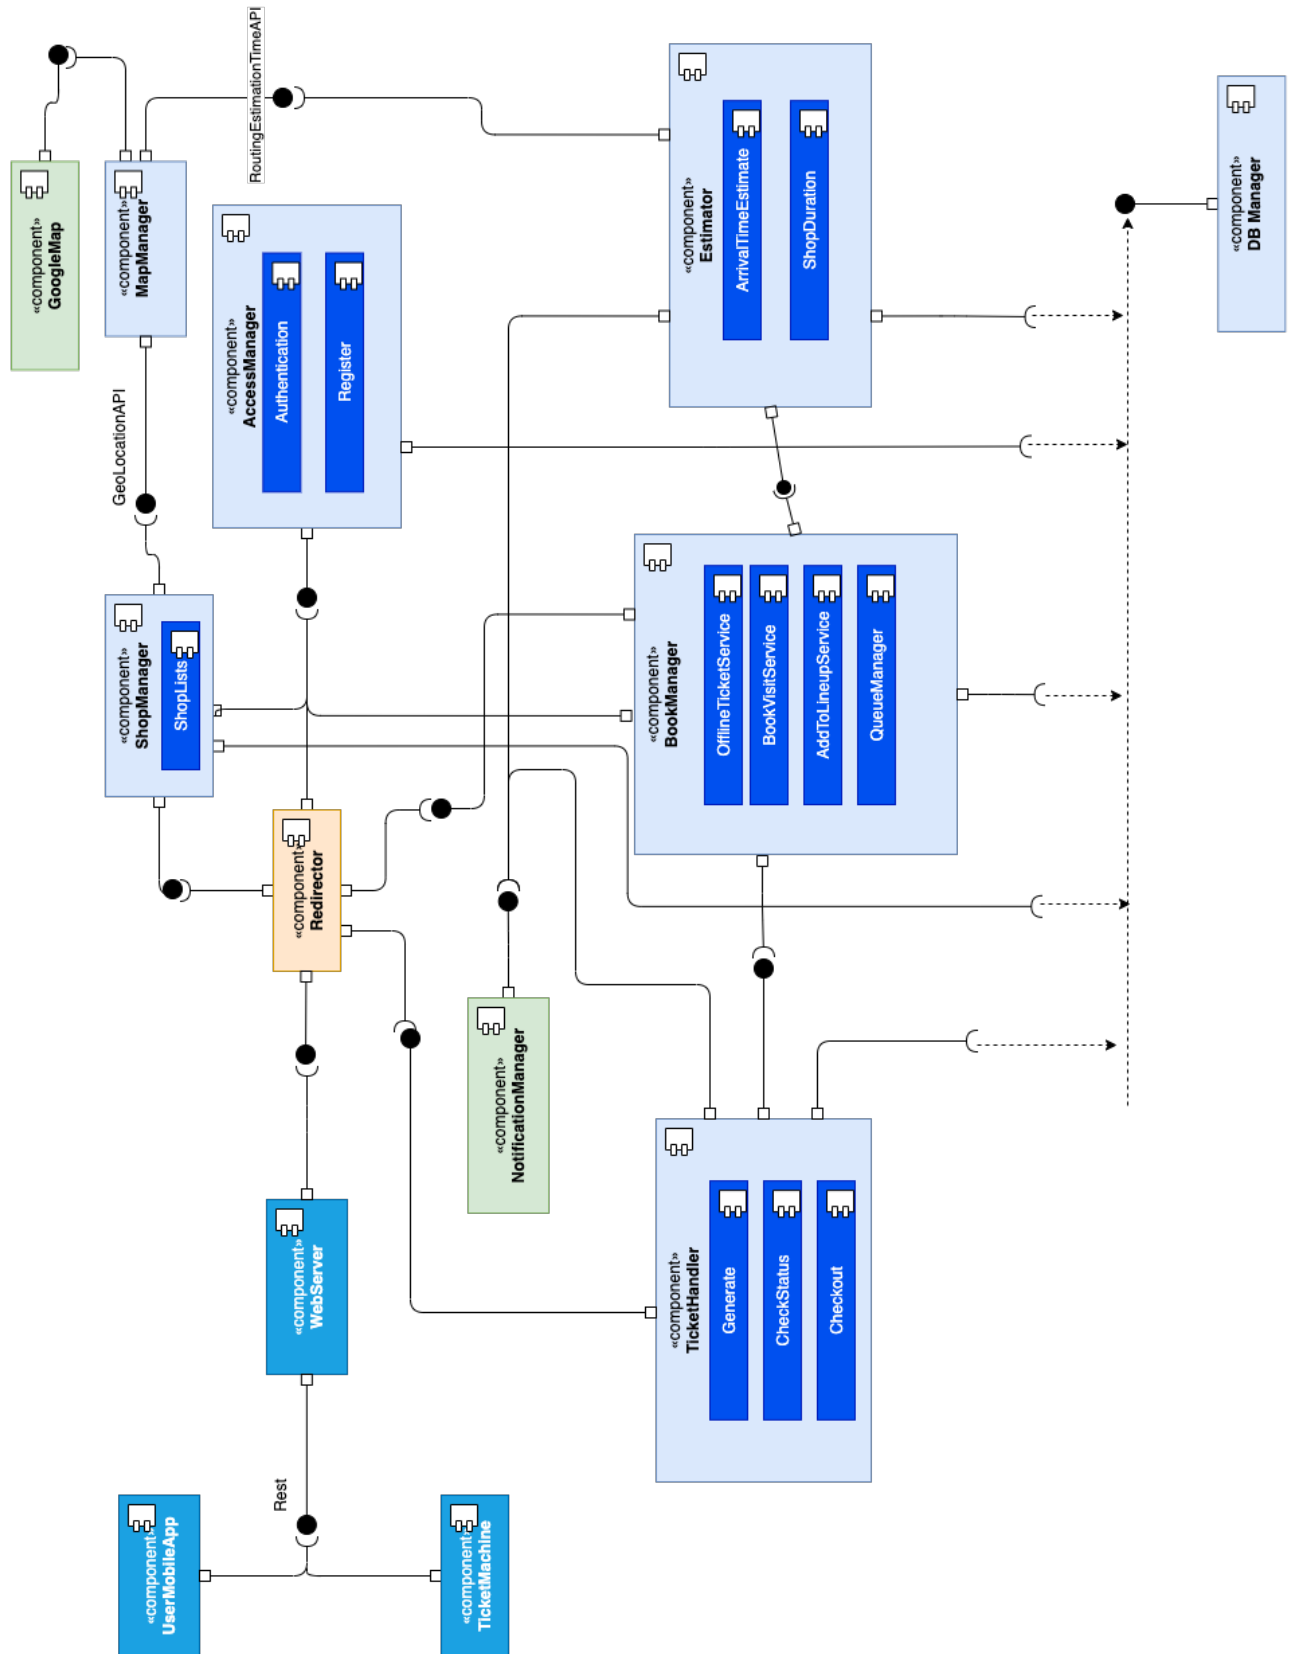 «component»
GoogleMap
«component»
MapManager
RoutingEstimationTimeAPI
GeoLocationAPI
«component»
AccessManager
Authentication
Register
«component»
Estimator
ArrivalTimeEstimate
ShopDuration
«component»
DB Manager
«component»
ShopManager
ShopLists
«component»
BookManager
OfflineTicketService
BookVisitService
AddToLineupService
QueueManager
«component»
Redirector
«component»
NotificationManager
«component»
WebServer
«component»
TicketHandler
Generate
CheckStatus
Checkout
Rest
«component»
UserMobileApp
«component»
TicketMachine